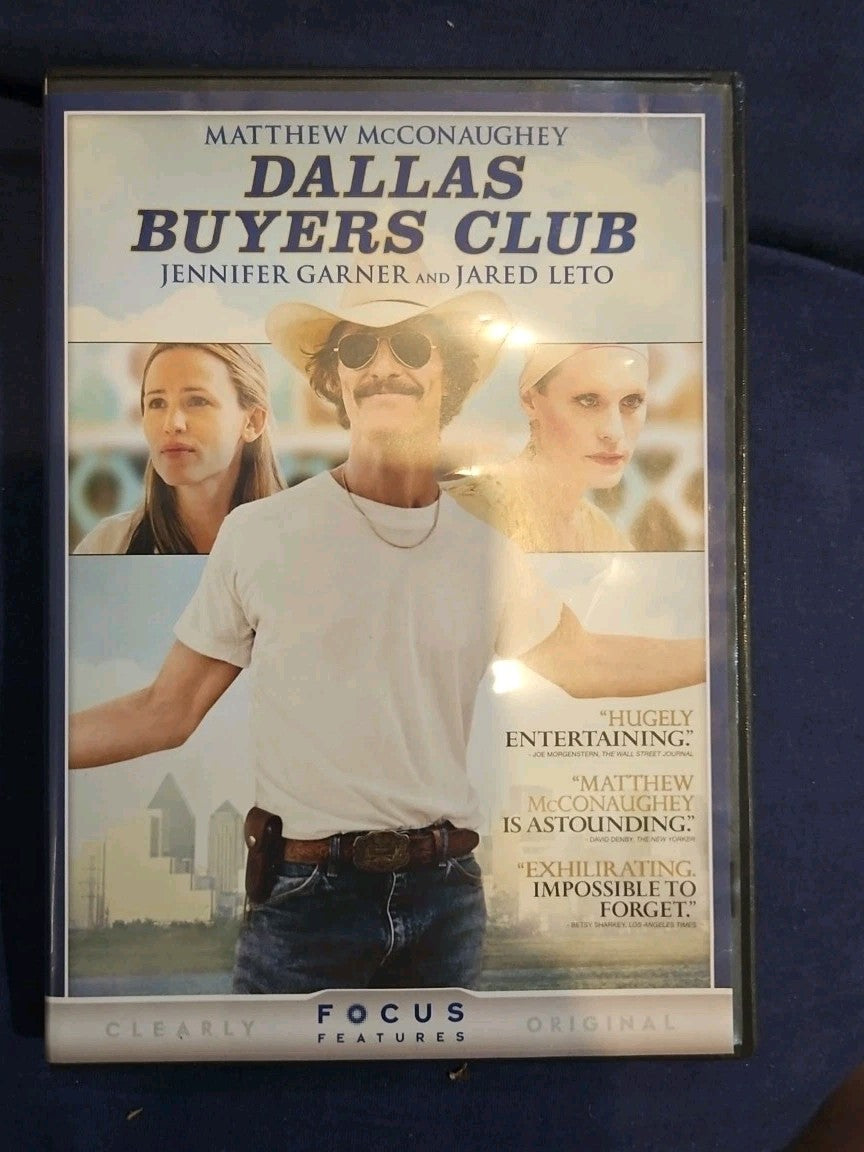 MATTHEW McCONAUGHEY
DALLAS
BUYERS CLUB
JENNIFER GARNER AND JARED LETO
"HUGELY
ENTERTAINING."
- JOE MORGENSTERN, THE WALL STREET JOURNAL
"MATTHEW
McCONAUGHEY
IS ASTOUNDING."
- DAVID DENBY, THE NEW YORKER
"EXHILIRATING.
IMPOSSIBLE TO
FORGET."
- BETSY SHARKEY, LOS ANGELES TIMES
CLEARLY FOCUS ORIGINAL
FEATURES